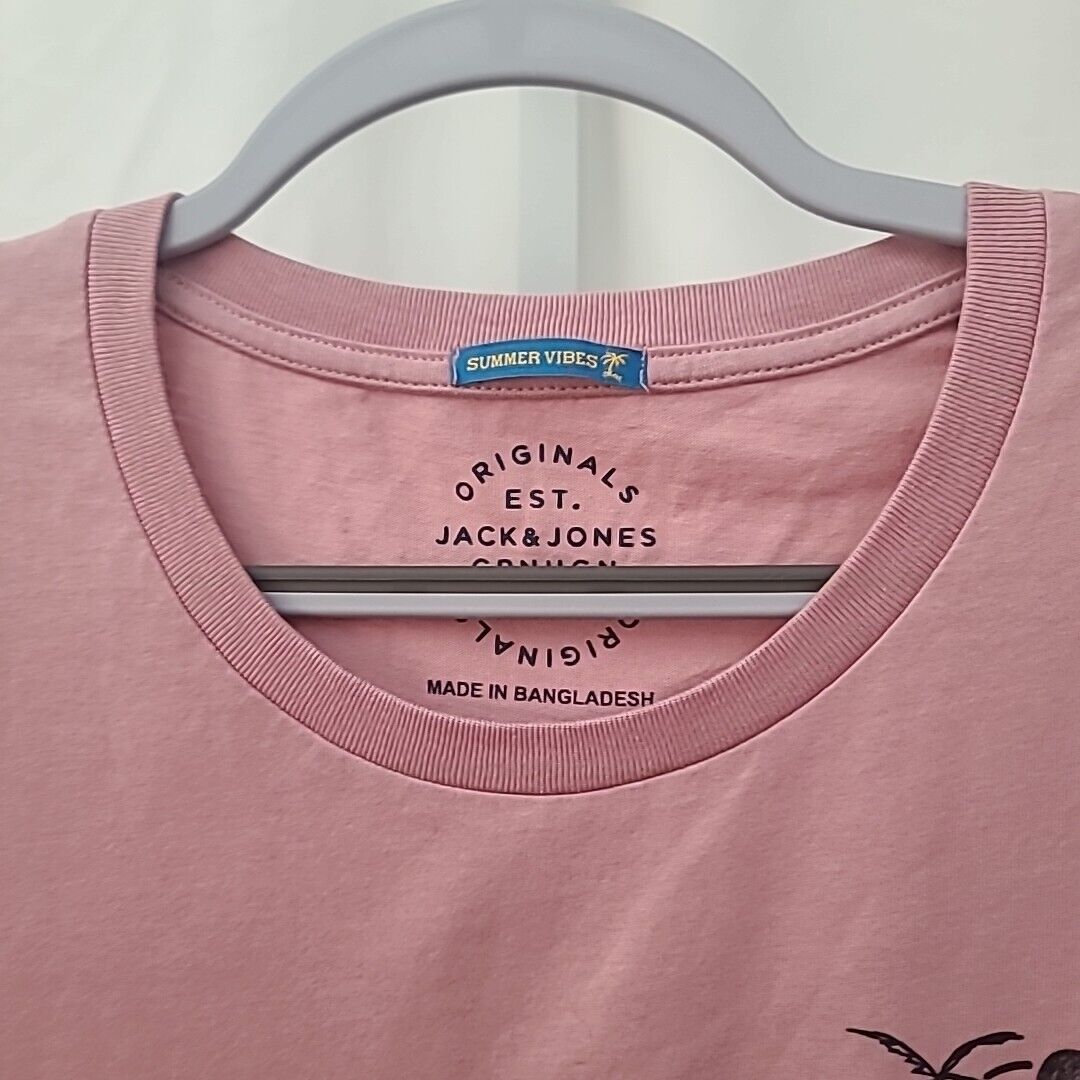 SUMMER VIBES
ORIGINALS
EST.
JACK&JONES
ORIGINALS
MADE IN BANGLADESH